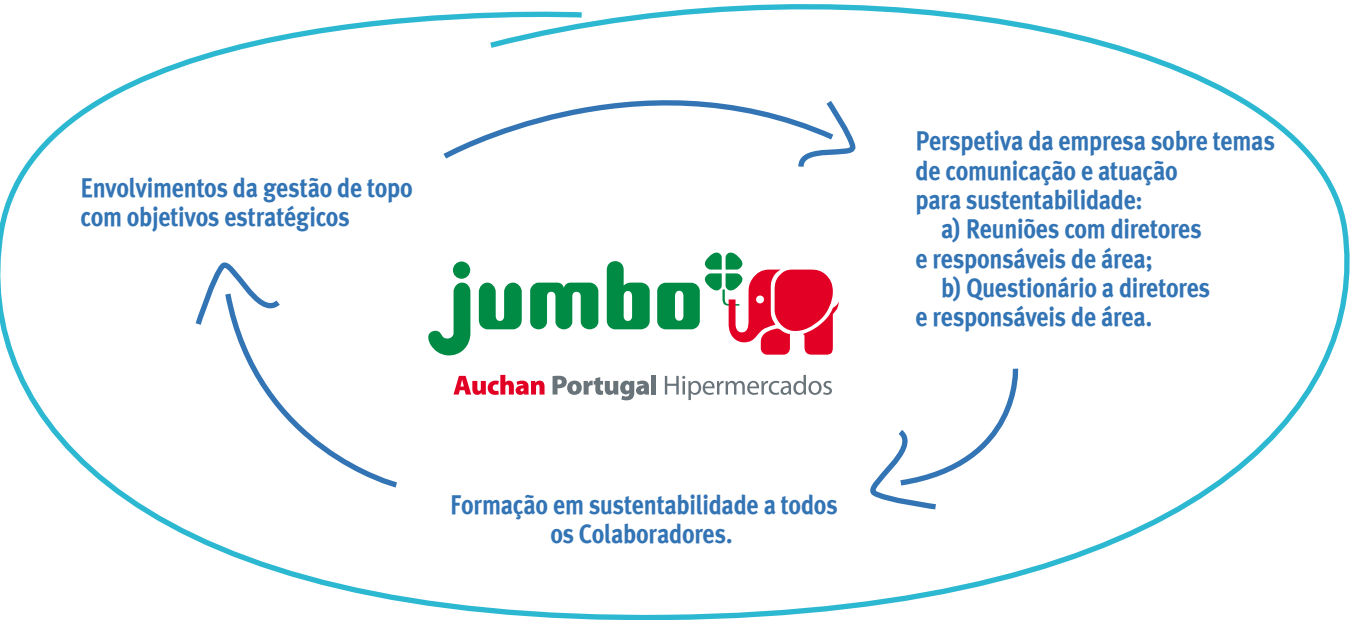 Envolvimentos da gestão de topo
com objetivos estratégicos
Perspetiva da empresa sobre temas
de comunicação e atuação
para sustentabilidade:
a) Reuniões com diretores
e responsáveis de área;
b) Questionário a diretores
e responsáveis de área.
jumbo
Auchan Portugal Hipermercados
Formação em sustentabilidade a todos
os Colaboradores.